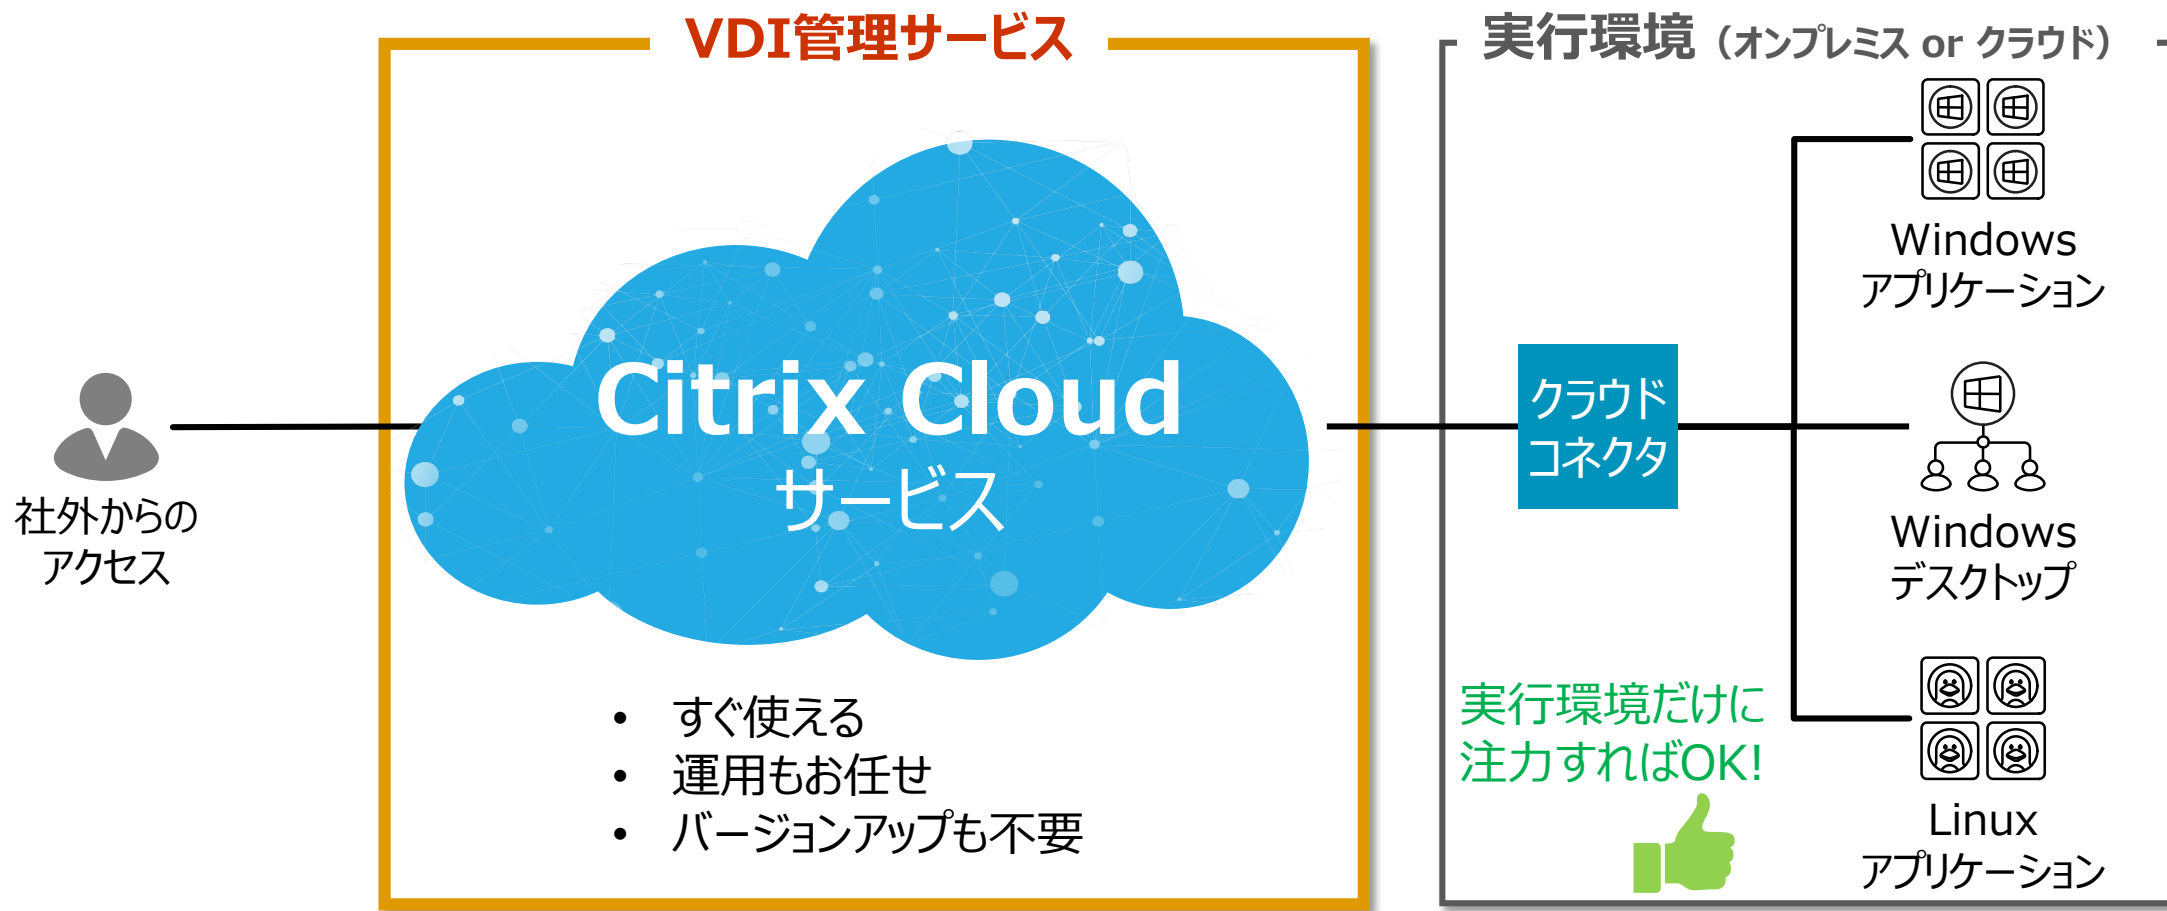 VDI管理サービス
実行環境（オンプレミス or クラウド）
社外からの
アクセス
Citrix Cloud
サービス
• すぐ使える
• 運用もお任せ
• バージョンアップも不要
クラウド
コネクタ
実行環境だけに
注力すればOK!
Windows
アプリケーション
Windows
デスクトップ
Linux
アプリケーション